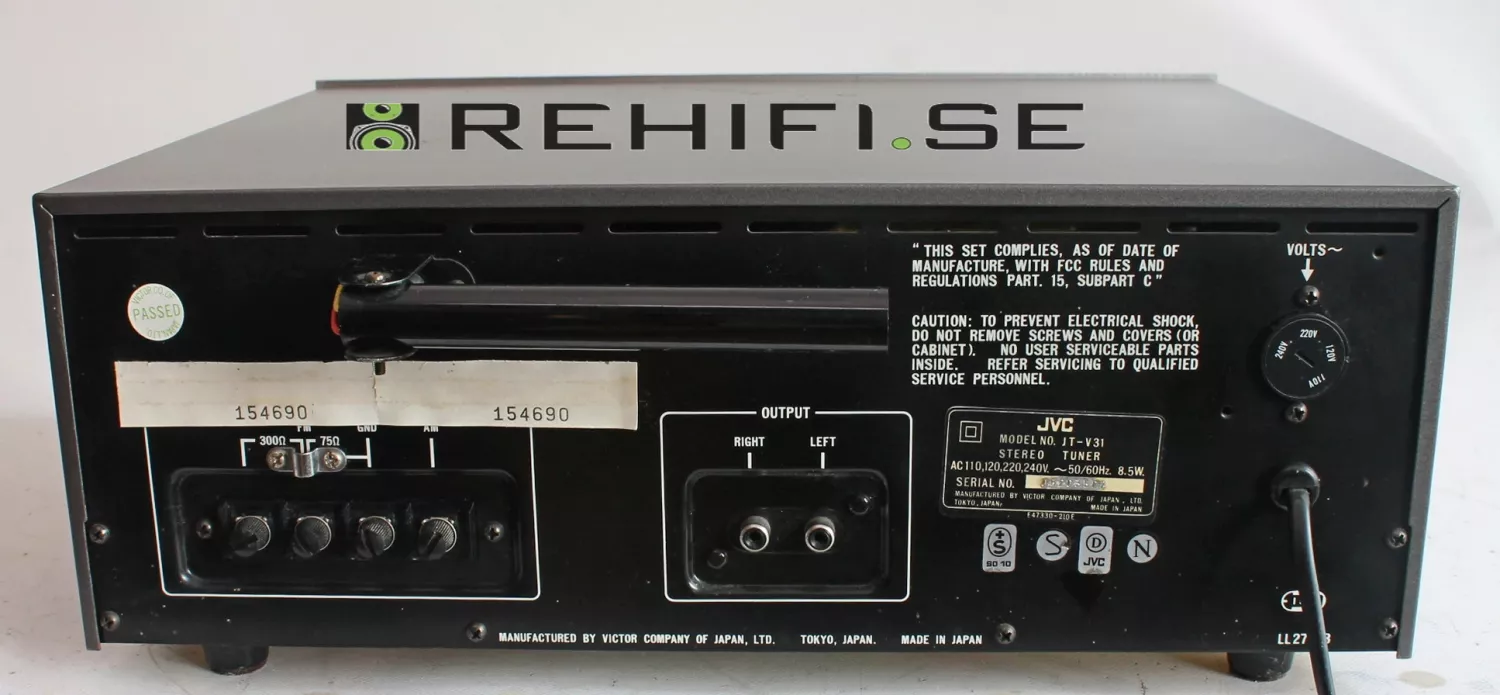 REHIFI.SE
PASSED
154690 154690
FM GND AM
300Ω 75Ω
OUTPUT
RIGHT LEFT
“ THIS SET COMPLIES, AS OF DATE OF
MANUFACTURE, WITH FCC RULES AND
REGULATIONS PART. 15, SUBPART C ”
CAUTION: TO PREVENT ELECTRICAL SHOCK,
DO NOT REMOVE SCREWS AND COVERS (OR
CABINET). NO USER SERVICEABLE PARTS
INSIDE. REFER SERVICING TO QUALIFIED
SERVICE PERSONNEL.
VOLTS~
220V
240V
120V
110V
JVC
MODEL NO. JT-V31
STEREO TUNER
AC110,120,220,240V. ~50/60Hz. 8.5W.
SERIAL NO.
MANUFACTURED BY VICTOR COMPANY OF JAPAN, LTD.
TOKYO, JAPAN. MADE IN JAPAN
E47330-210E
S S D N
SO 10 JVC
MANUFACTURED BY VICTOR COMPANY OF JAPAN, LTD. TOKYO, JAPAN. MADE IN JAPAN